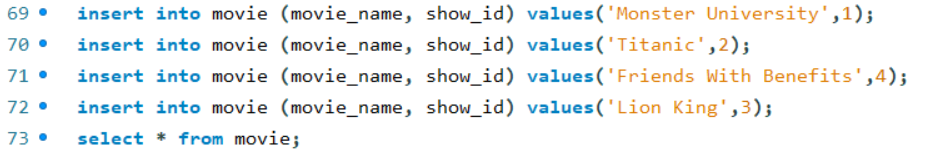 69 • insert into movie (movie_name, show_id) values('Monster University',1);
70 • insert into movie (movie_name, show_id) values('Titanic',2);
71 • insert into movie (movie_name, show_id) values('Friends With Benefits',4);
72 • insert into movie (movie_name, show_id) values('Lion King',3);
73 • select * from movie;